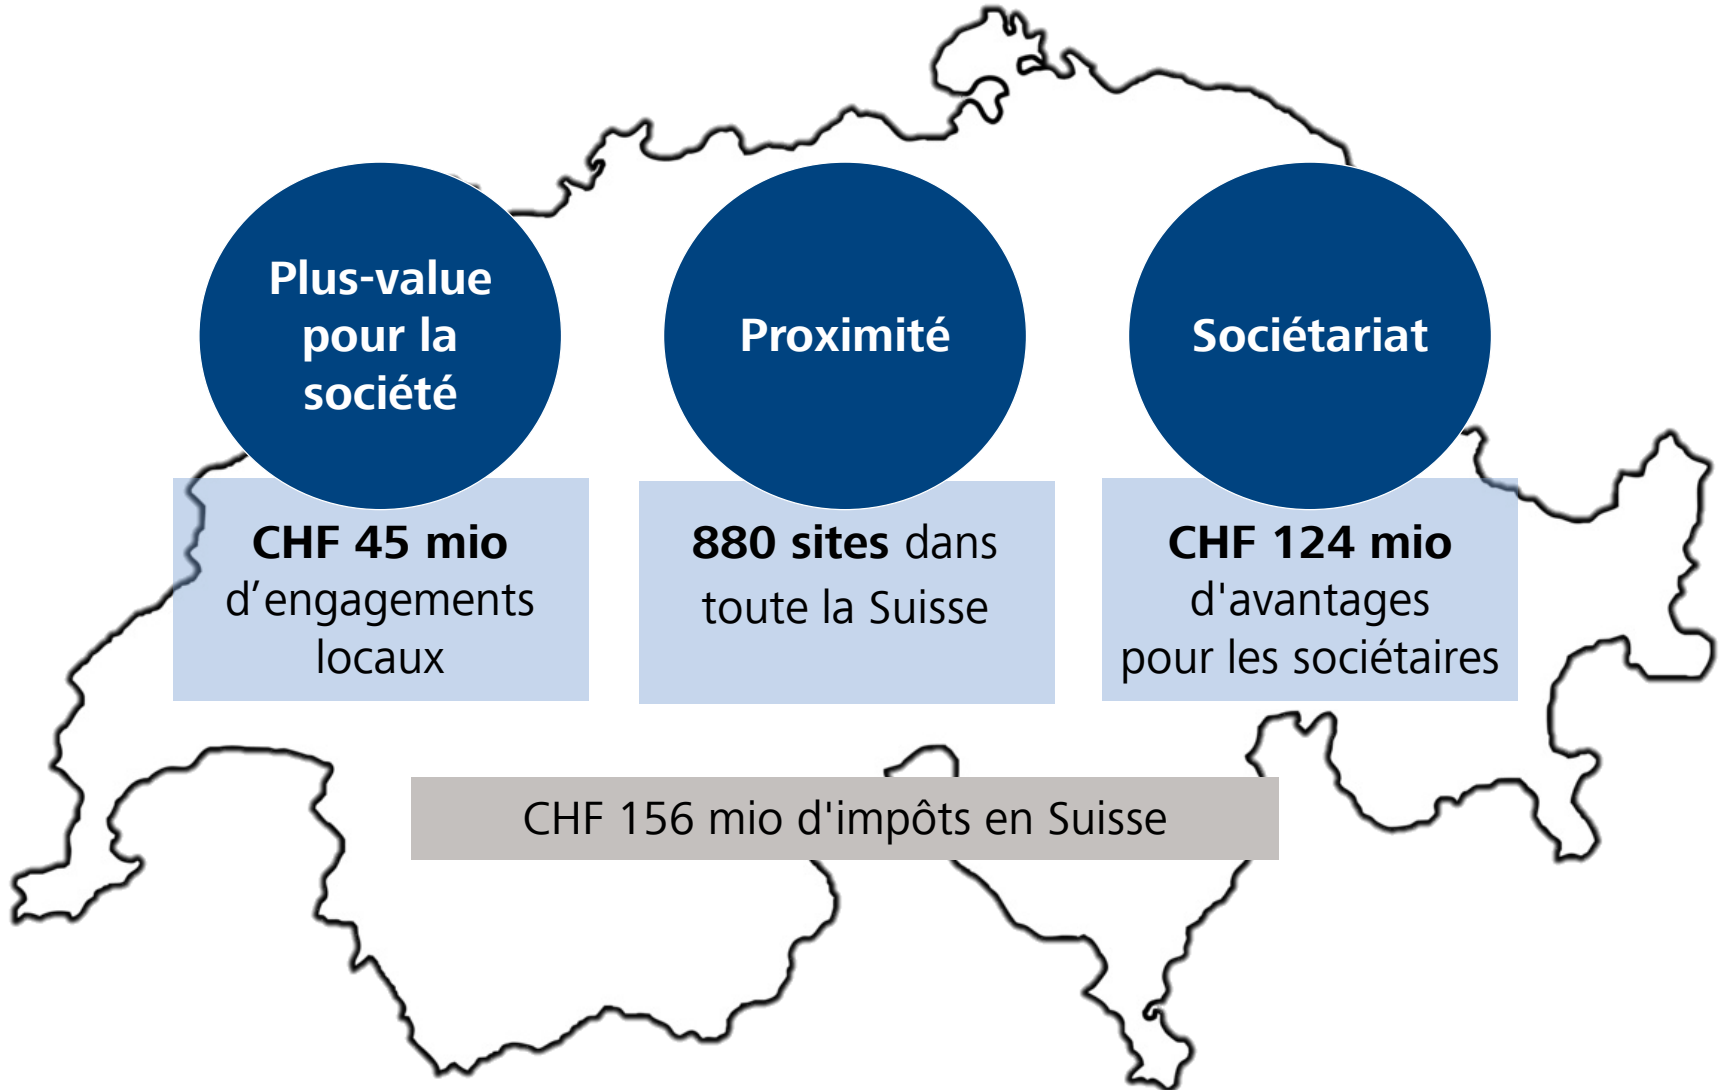 Plus-value
pour la
société
CHF 45 mio
d’engagements
locaux
Proximité
880 sites dans
toute la Suisse
Sociétariat
CHF 124 mio
d'avantages
pour les sociétaires
CHF 156 mio d'impôts en Suisse